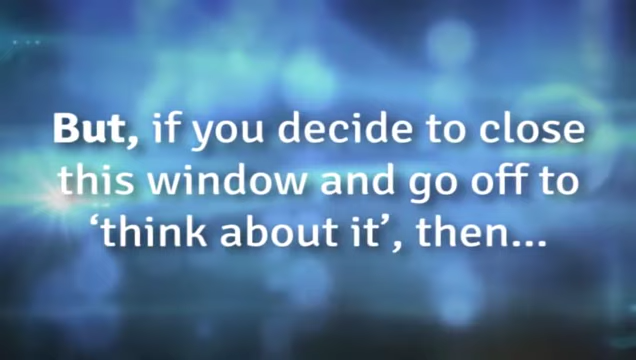 But, if you decide to close
this window and go off to
‘think about it’, then...